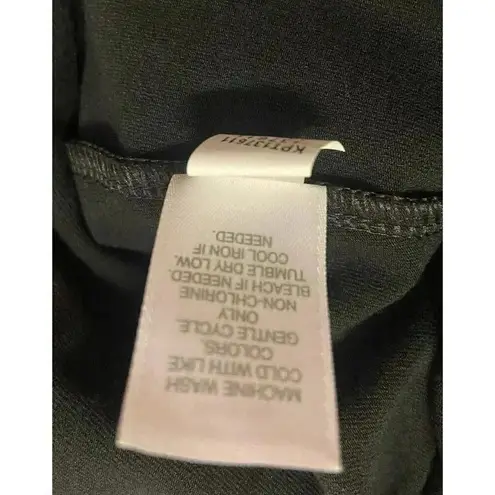 KPT137611
MACHINE WASH
COLD WITH LIKE
COLORS.
GENTLE CYCLE
ONLY
NON-CHLORINE
BLEACH IF NEEDED.
TUMBLE DRY LOW.
COOL IRON IF
NEEDED.